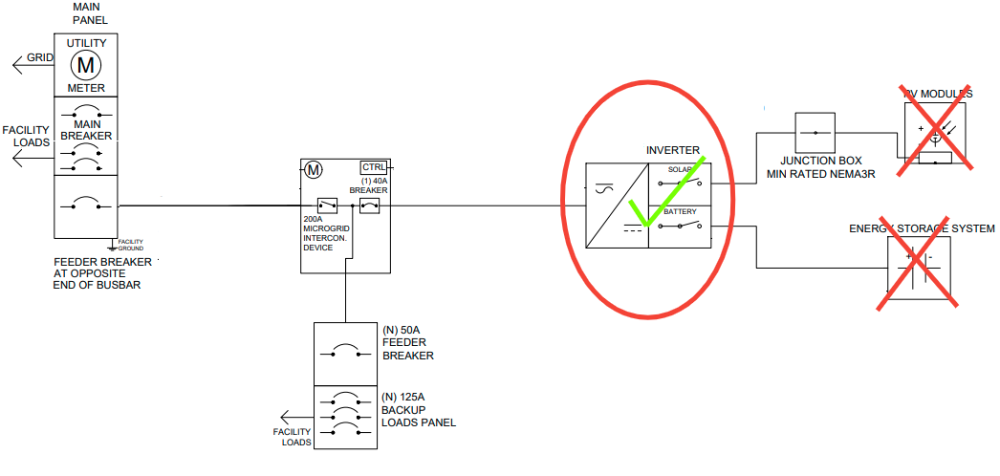 MAIN
PANEL
UTILITY
M
METER
GRID
MAIN
BREAKER
FACILITY
LOADS
FACILITY
GROUND
FEEDER BREAKER
AT OPPOSITE
END OF BUSBAR
M
CTRL
(1) 40A
BREAKER
200A
MICROGRID
INTERCON.
DEVICE
(N) 50A
FEEDER
BREAKER
(N) 125A
BACKUP
LOADS PANEL
FACILITY
LOADS
INVERTER
SOLAR
BATTERY
JUNCTION BOX
MIN RATED NEMA3R
PV MODULES
+
ENERGY STORAGE SYSTEM
+ -